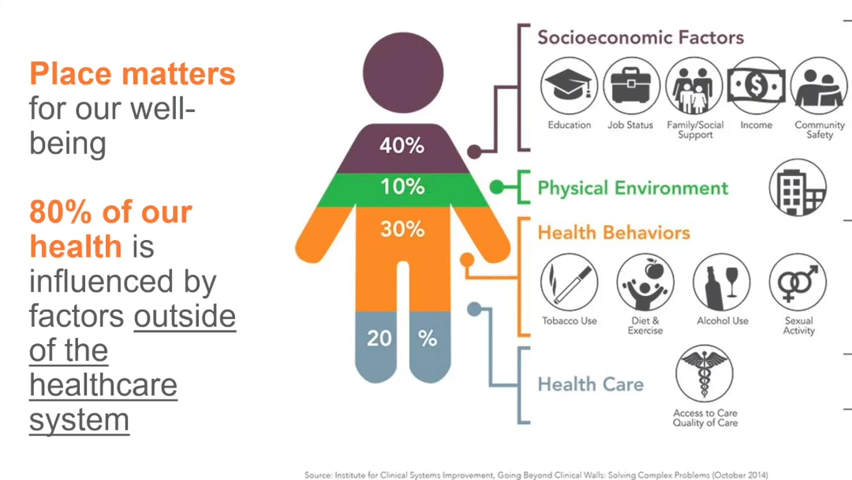 Place matters
for our well-
being
80% of our
health is
influenced by
factors outside
of the
healthcare
system
40%
10%
30%
20 %
Socioeconomic Factors
Education
Job Status
Family/Social
Support
Income
Community
Safety
Physical Environment
Health Behaviors
Tobacco Use
Diet &
Exercise
Alcohol Use
Sexual
Activity
Health Care
Access to Care
Quality of Care
Source: Institute for Clinical Systems Improvement, Going Beyond Clinical Walls: Solving Complex Problems (October 2014)